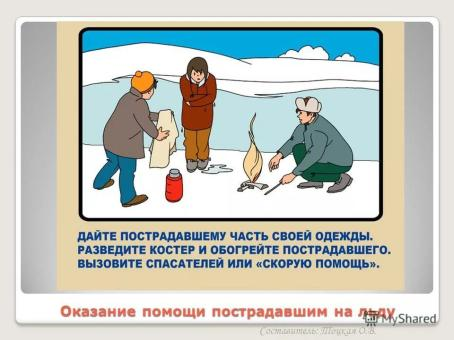 ДАЙТЕ ПОСТРАДАВШЕМУ ЧАСТЬ СВОЕЙ ОДЕЖДЫ.
РАЗВЕДИТЕ КОСТЕР И ОБОГРЕЙТЕ ПОСТРАДАВШЕГО.
ВЫЗОВИТЕ СПАСАТЕЛЕЙ ИЛИ «СКОРУЮ ПОМОЩЬ».
Оказание помощи пострадавшим на льду
MyShared
Составитель: Тоцкая О.В.